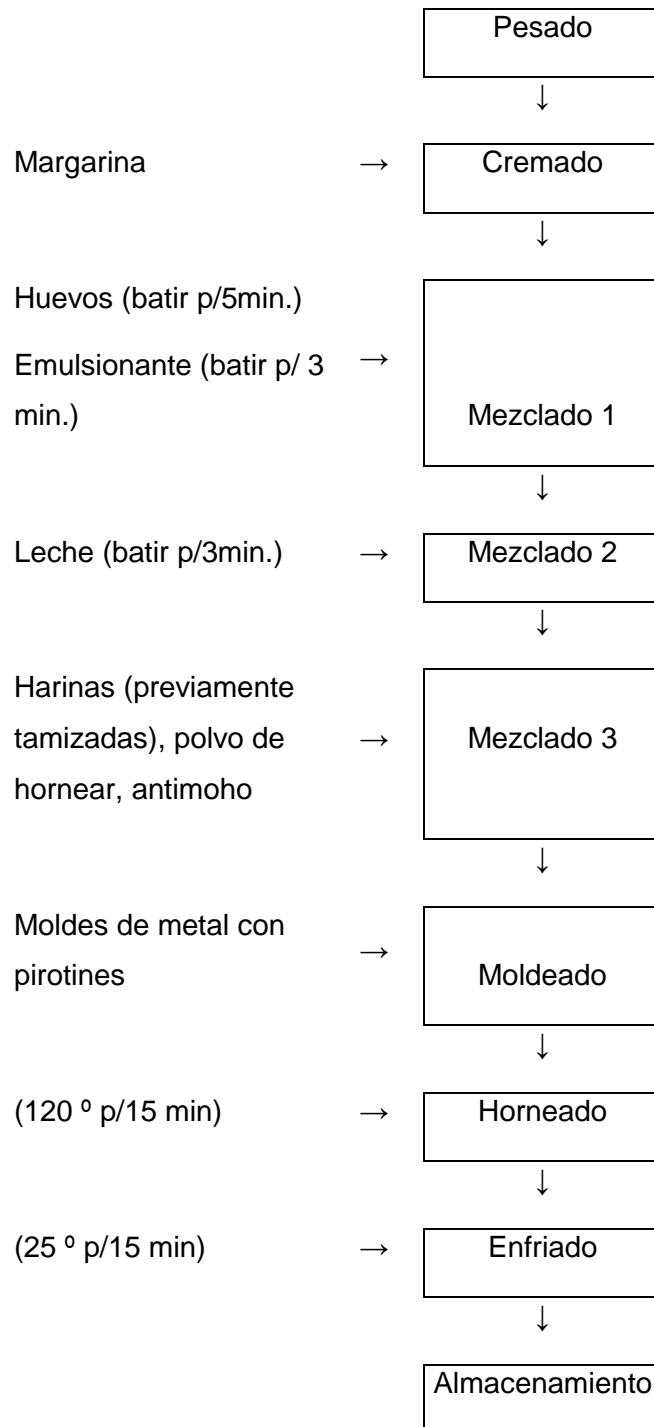 Pesado
↓
Margarina → Cremado
↓
Huevos (batir p/5min.)
Emulsionante (batir p/ 3 →
min.) Mezclado 1
↓
Leche (batir p/3min.) → Mezclado 2
↓
Harinas (previamente
tamizadas), polvo de → Mezclado 3
hornear, antimoho
↓
Moldes de metal con →
pirotines Moldeado
↓
(120 º p/15 min) → Horneado
↓
(25 º p/15 min) → Enfriado
↓
Almacenamiento